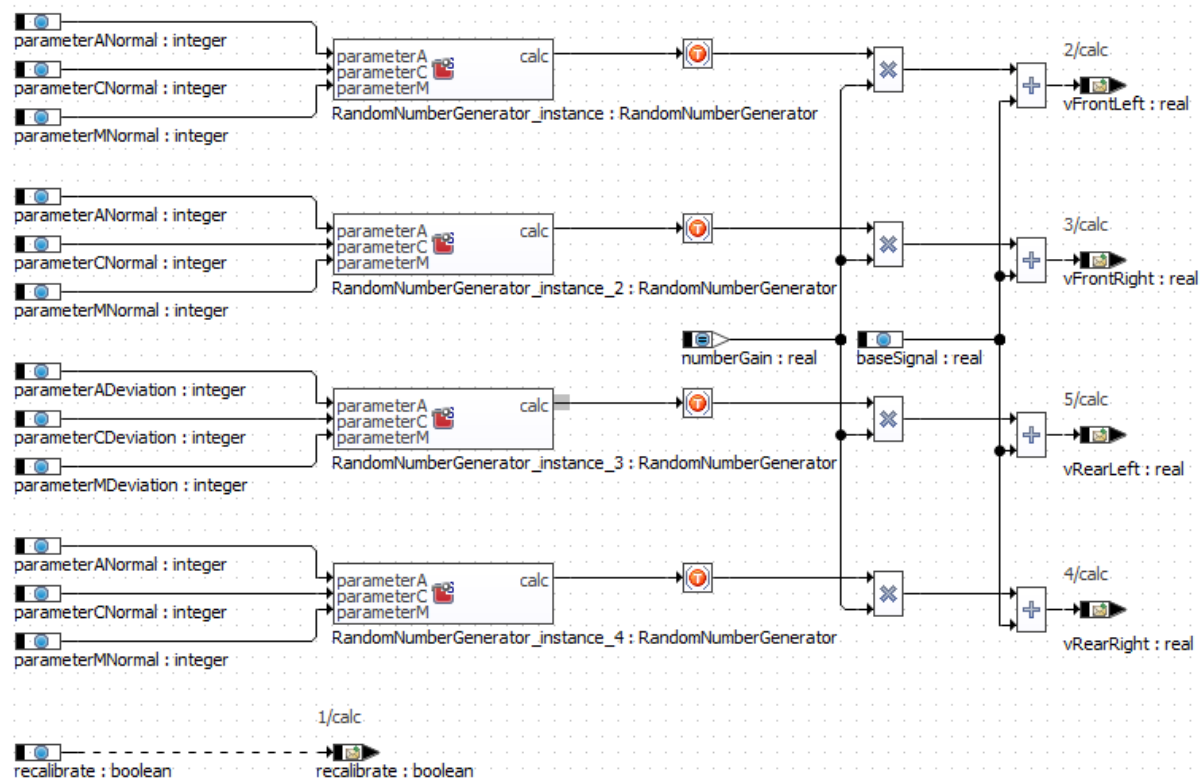 parameterANormal : integer
parameterCNormal : integer
parameterMNormal : integer
parameterA calc
parameterC
parameterM
RandomNumberGenerator_instance : RandomNumberGenerator
T
2/calc
vFrontLeft : real
parameterANormal : integer
parameterCNormal : integer
parameterMNormal : integer
parameterA calc
parameterC
parameterM
RandomNumberGenerator_instance_2 : RandomNumberGenerator
T
3/calc
vFrontRight : real
numberGain : real
baseSignal : real
parameterADeviation : integer
parameterCDeviation : integer
parameterMDeviation : integer
parameterA calc
parameterC
parameterM
RandomNumberGenerator_instance_3 : RandomNumberGenerator
T
5/calc
vRearLeft : real
parameterANormal : integer
parameterCNormal : integer
parameterMNormal : integer
parameterA calc
parameterC
parameterM
RandomNumberGenerator_instance_4 : RandomNumberGenerator
T
4/calc
vRearRight : real
1/calc
recalibrate : boolean
recalibrate : boolean